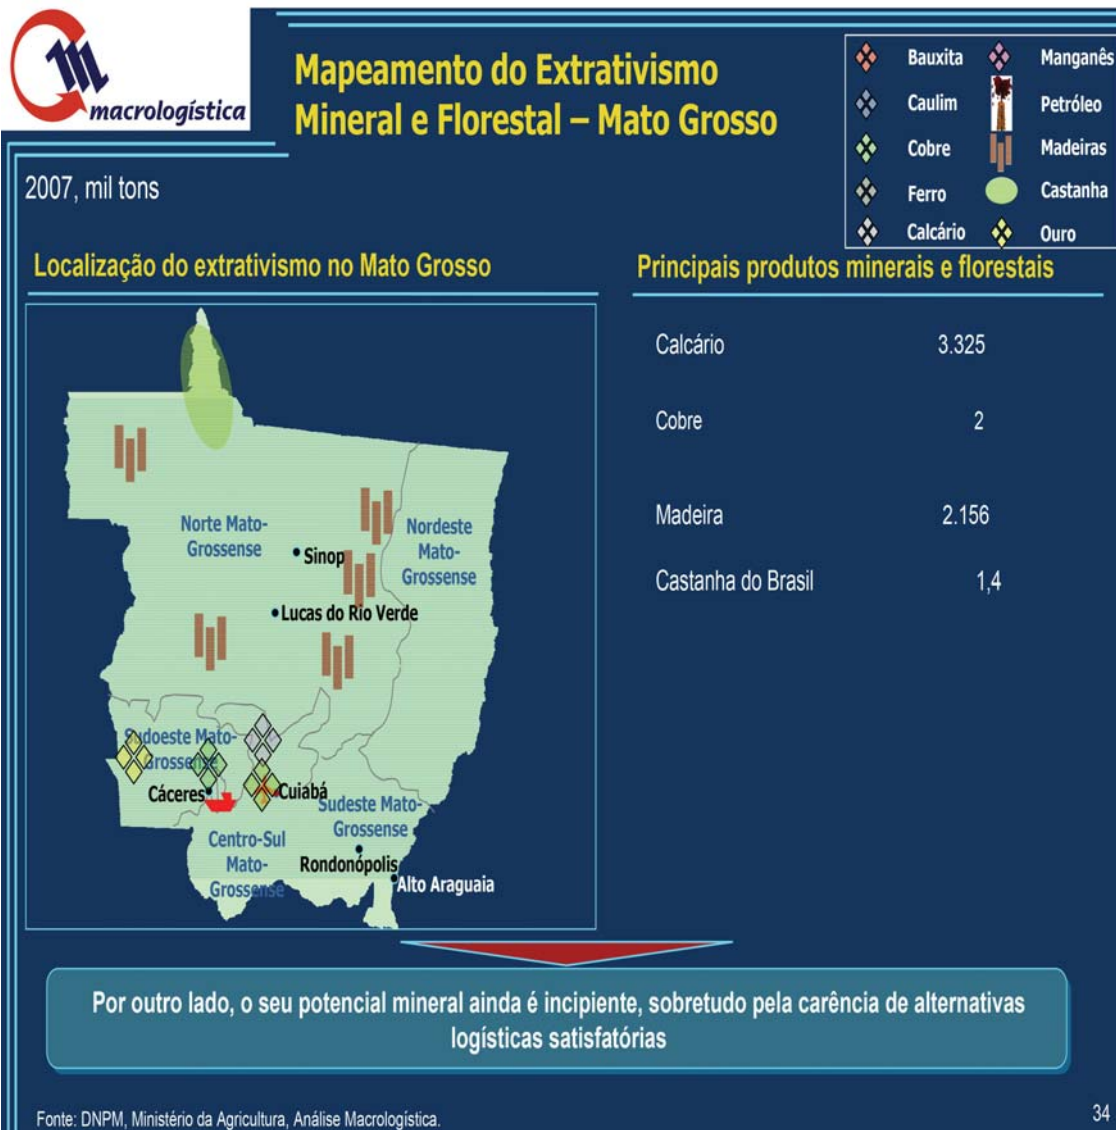 macrologística
Mapeamento do Extrativismo
Mineral e Florestal – Mato Grosso
Bauxita
Manganês
Caulim
Petróleo
Cobre
Madeiras
Ferro
Castanha
Calcário
Ouro
2007, mil tons
Localização do extrativismo no Mato Grosso
Norte Mato-
Grossense
Nordeste
Mato-
Grossense
Sinop
Lucas do Rio Verde
Sudoeste Mato-
Grossense
Cáceres
Cuiabá
Sudeste Mato-
Grossense
Centro-Sul
Mato-
Grossense
Rondonópolis
Alto Araguaia
Principais produtos minerais e florestais
Calcário 3.325
Cobre 2
Madeira 2.156
Castanha do Brasil 1,4
Por outro lado, o seu potencial mineral ainda é incipiente, sobretudo pela carência de alternativas
logísticas satisfatórias
Fonte: DNPM, Ministério da Agricultura, Análise Macrologística.
34